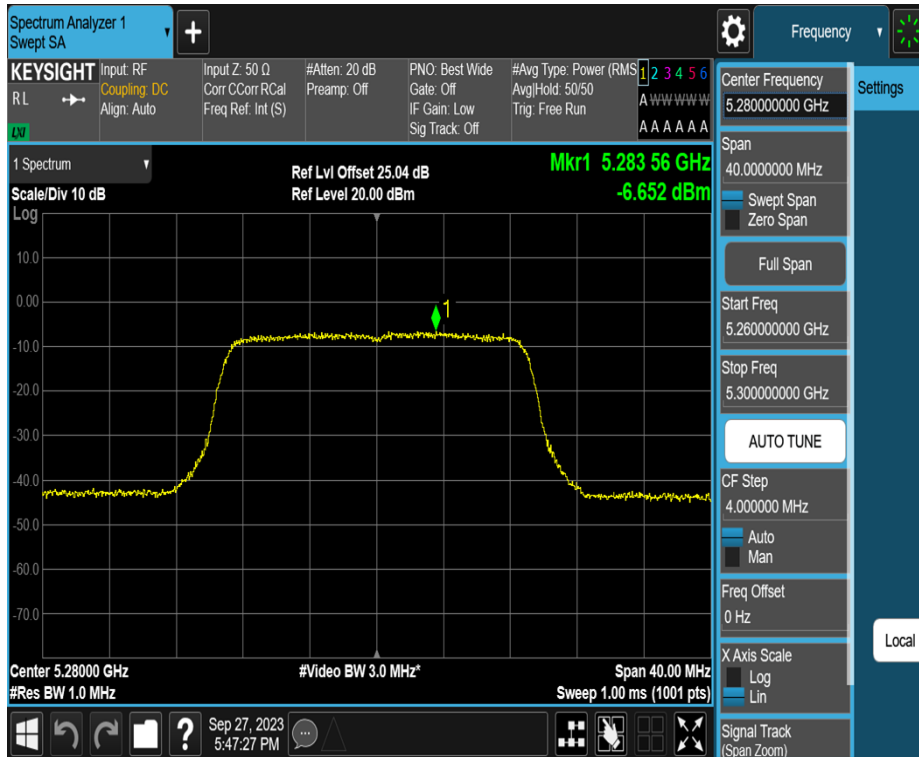 Spectrum Analyzer 1
Swept SA
+
Frequency
KEYSIGHT
RL
LXI
Input: RF
Coupling: DC
Align: Auto
Input Z: 50 Ω
Corr CCorr RCal
Freq Ref: Int (S)
#Atten: 20 dB
Preamp: Off
PNO: Best Wide
Gate: Off
IF Gain: Low
Sig Track: Off
#Avg Type: Power (RMS
Avg|Hold: 50/50
Trig: Free Run
1 2 3 4 5 6
A W W W W W
A A A A A A
1 Spectrum
Scale/Div 10 dB
Log
Ref Lvl Offset 25.04 dB
Ref Level 20.00 dBm
Mkr1 5.283 56 GHz
-6.652 dBm
10.0
0.00
-10.0
-20.0
-30.0
-40.0
-50.0
-60.0
-70.0
1
Center 5.28000 GHz
#Res BW 1.0 MHz
#Video BW 3.0 MHz*
Span 40.00 MHz
Sweep 1.00 ms (1001 pts)
?
Sep 27, 2023
5:47:27 PM
Center Frequency
5.280000000 GHz
Span
40.0000000 MHz
Swept Span
Zero Span
Full Span
Start Freq
5.260000000 GHz
Stop Freq
5.300000000 GHz
AUTO TUNE
CF Step
4.000000 MHz
Auto
Man
Freq Offset
0 Hz
X Axis Scale
Log
Lin
Signal Track
(Span Zoom)
Settings
Local